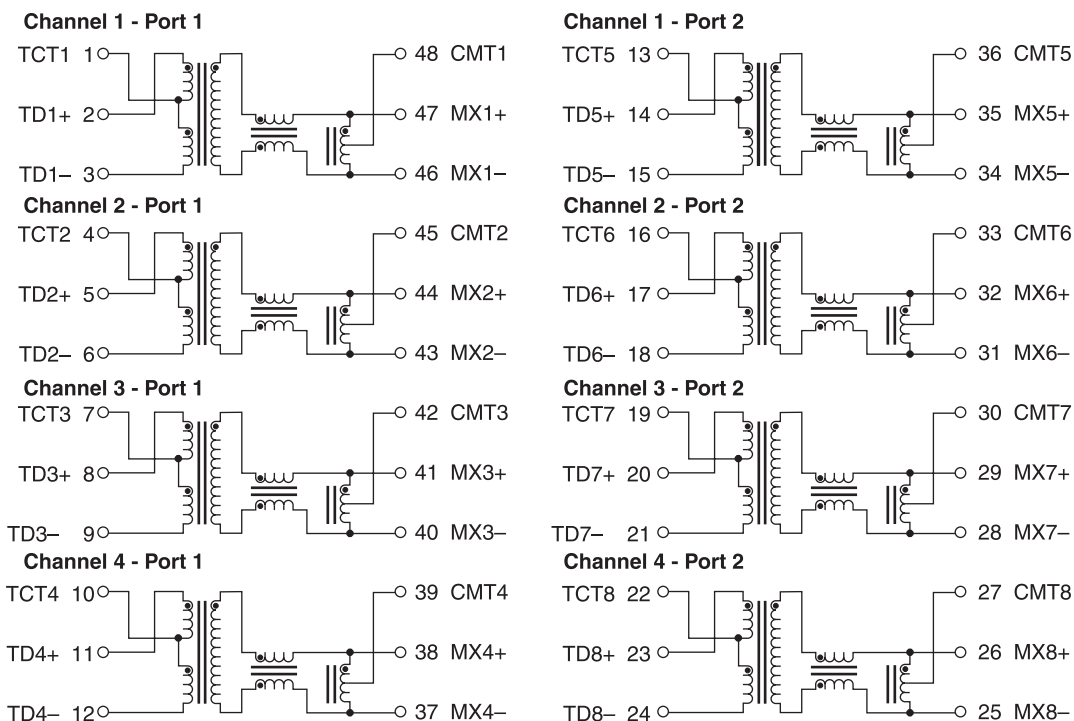 Channel 1 - Port 1
TCT1 1 48 CMT1
TD1+ 2 47 MX1+
TD1– 3 46 MX1–
Channel 2 - Port 1
TCT2 4 45 CMT2
TD2+ 5 44 MX2+
TD2– 6 43 MX2–
Channel 3 - Port 1
TCT3 7 42 CMT3
TD3+ 8 41 MX3+
TD3– 9 40 MX3–
Channel 4 - Port 1
TCT4 10 39 CMT4
TD4+ 11 38 MX4+
TD4– 12 37 MX4–
Channel 1 - Port 2
TCT5 13 36 CMT5
TD5+ 14 35 MX5+
TD5– 15 34 MX5–
Channel 2 - Port 2
TCT6 16 33 CMT6
TD6+ 17 32 MX6+
TD6– 18 31 MX6–
Channel 3 - Port 2
TCT7 19 30 CMT7
TD7+ 20 29 MX7+
TD7– 21 28 MX7–
Channel 4 - Port 2
TCT8 22 27 CMT8
TD8+ 23 26 MX8+
TD8– 24 25 MX8–